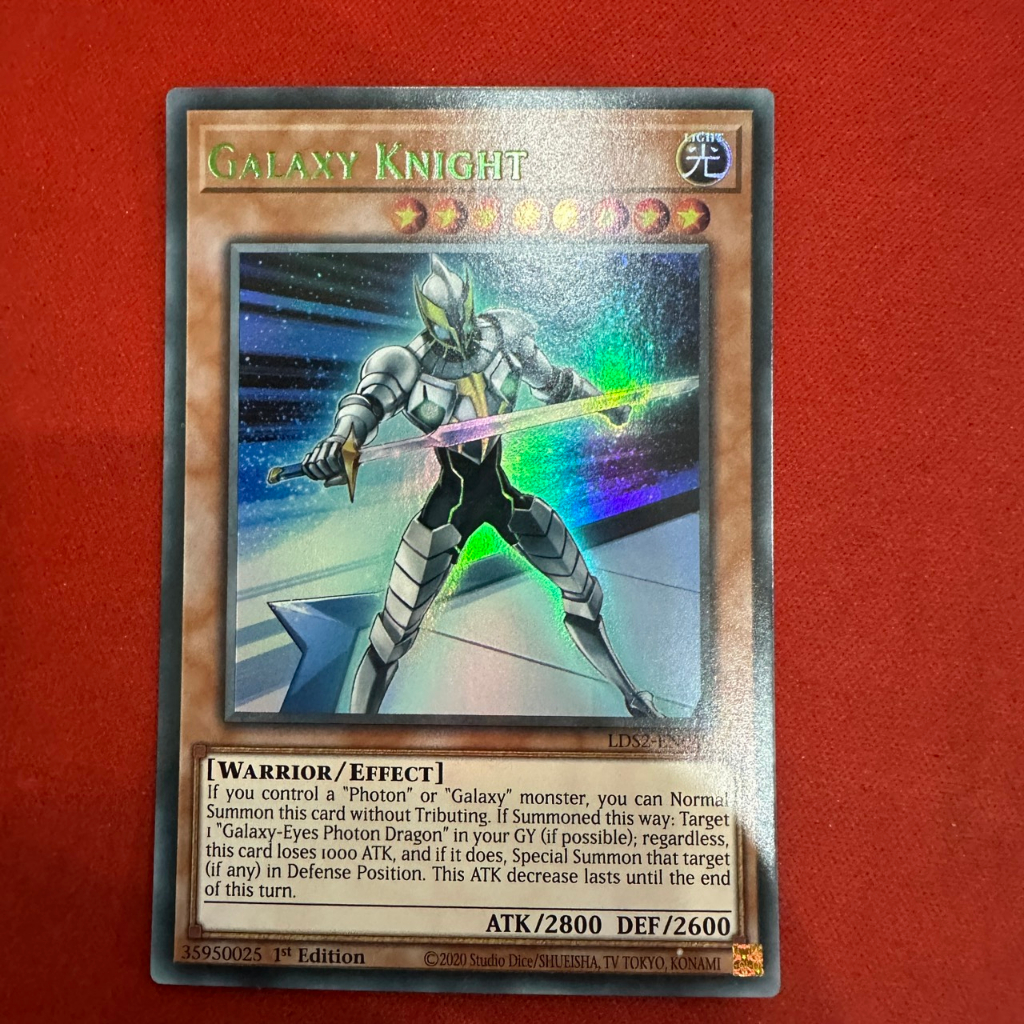 GALAXY KNIGHT
LIGHT
光
LDS2-EN
[WARRIOR/EFFECT]
If you control a "Photon" or "Galaxy" monster, you can Normal
Summon this card without Tributing. If Summoned this way: Target
1 "Galaxy-Eyes Photon Dragon" in your GY (if possible); regardless,
this card loses 1000 ATK, and if it does, Special Summon that target
(if any) in Defense Position. This ATK decrease lasts until the end
of this turn.
ATK/2800 DEF/2600
35950025 1st Edition
©2020 Studio Dice/SHUEISHA, TV TOKYO, KONAMI